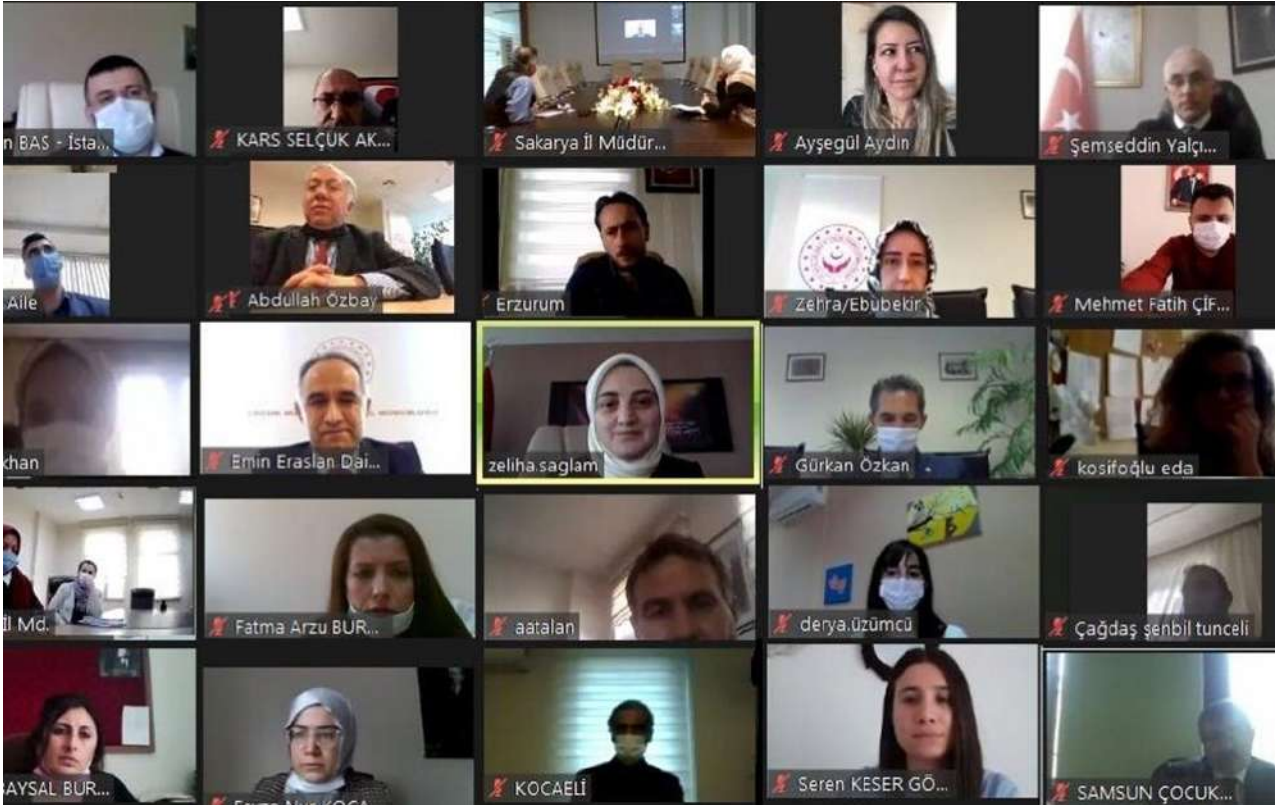 n BAS - İsta...
KARS SELÇUK AK...
Sakarya İl Müdür...
Ayşegül Aydın
Şemseddin Yalçı...
Aile
Abdullah Özbay
Erzurum
Zehra/Ebubekir
Mehmet Fatih ÇİF...
khan
Emin Eraslan Dai...
zeliha.saglam
Gürkan Özkan
kosifoğlu eda
İl Md.
Fatma Arzu BUR...
aatalan
derya.üzümcü
Çağdaş şenbil tunceli
BAYSAL BUR...
KOCAELİ
Seren KESER GÖ...
SAMSUN ÇOCUK...